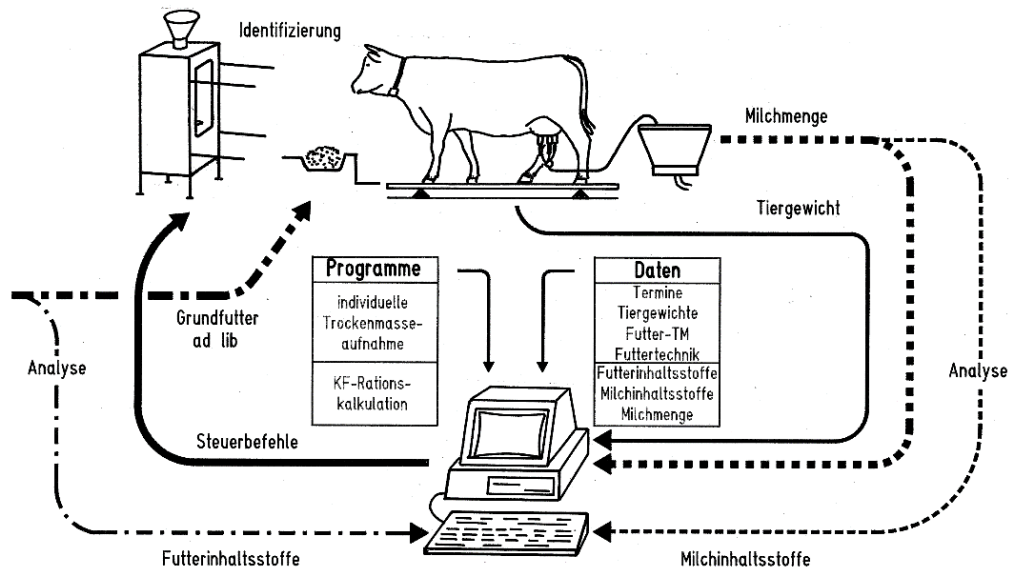 Identifizierung
Milchmenge
Tiergewicht
Programme
individuelle
Trockenmasse-
aufnahme
KF-Rations-
kalkulation
Daten
Termine
Tiergewichte
Futter-TM
Futtertechnik
Futterinhaltsstoffe
Milchinhaltsstoffe
Milchmenge
Grundfutter
ad lib
Analyse
Analyse
Steuerbefehle
Futterinhaltsstoffe
Milchinhaltsstoffe